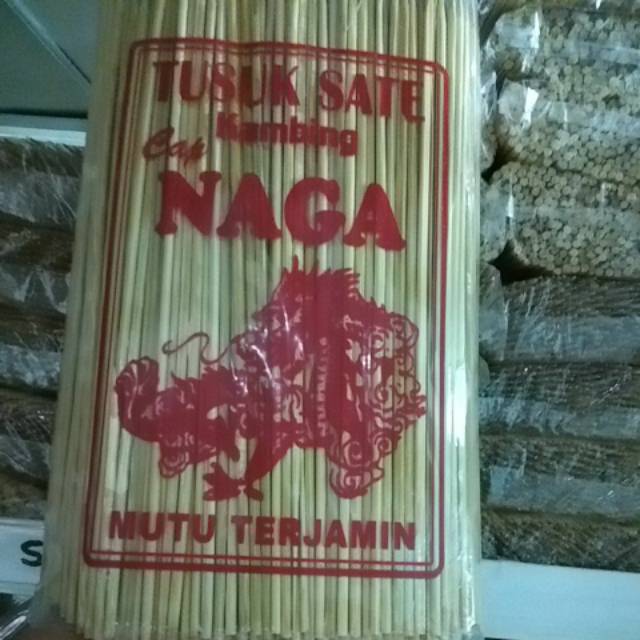 TUSUK SATE
Kambing
Cap
NAGA
MUTU TERJAMIN
S